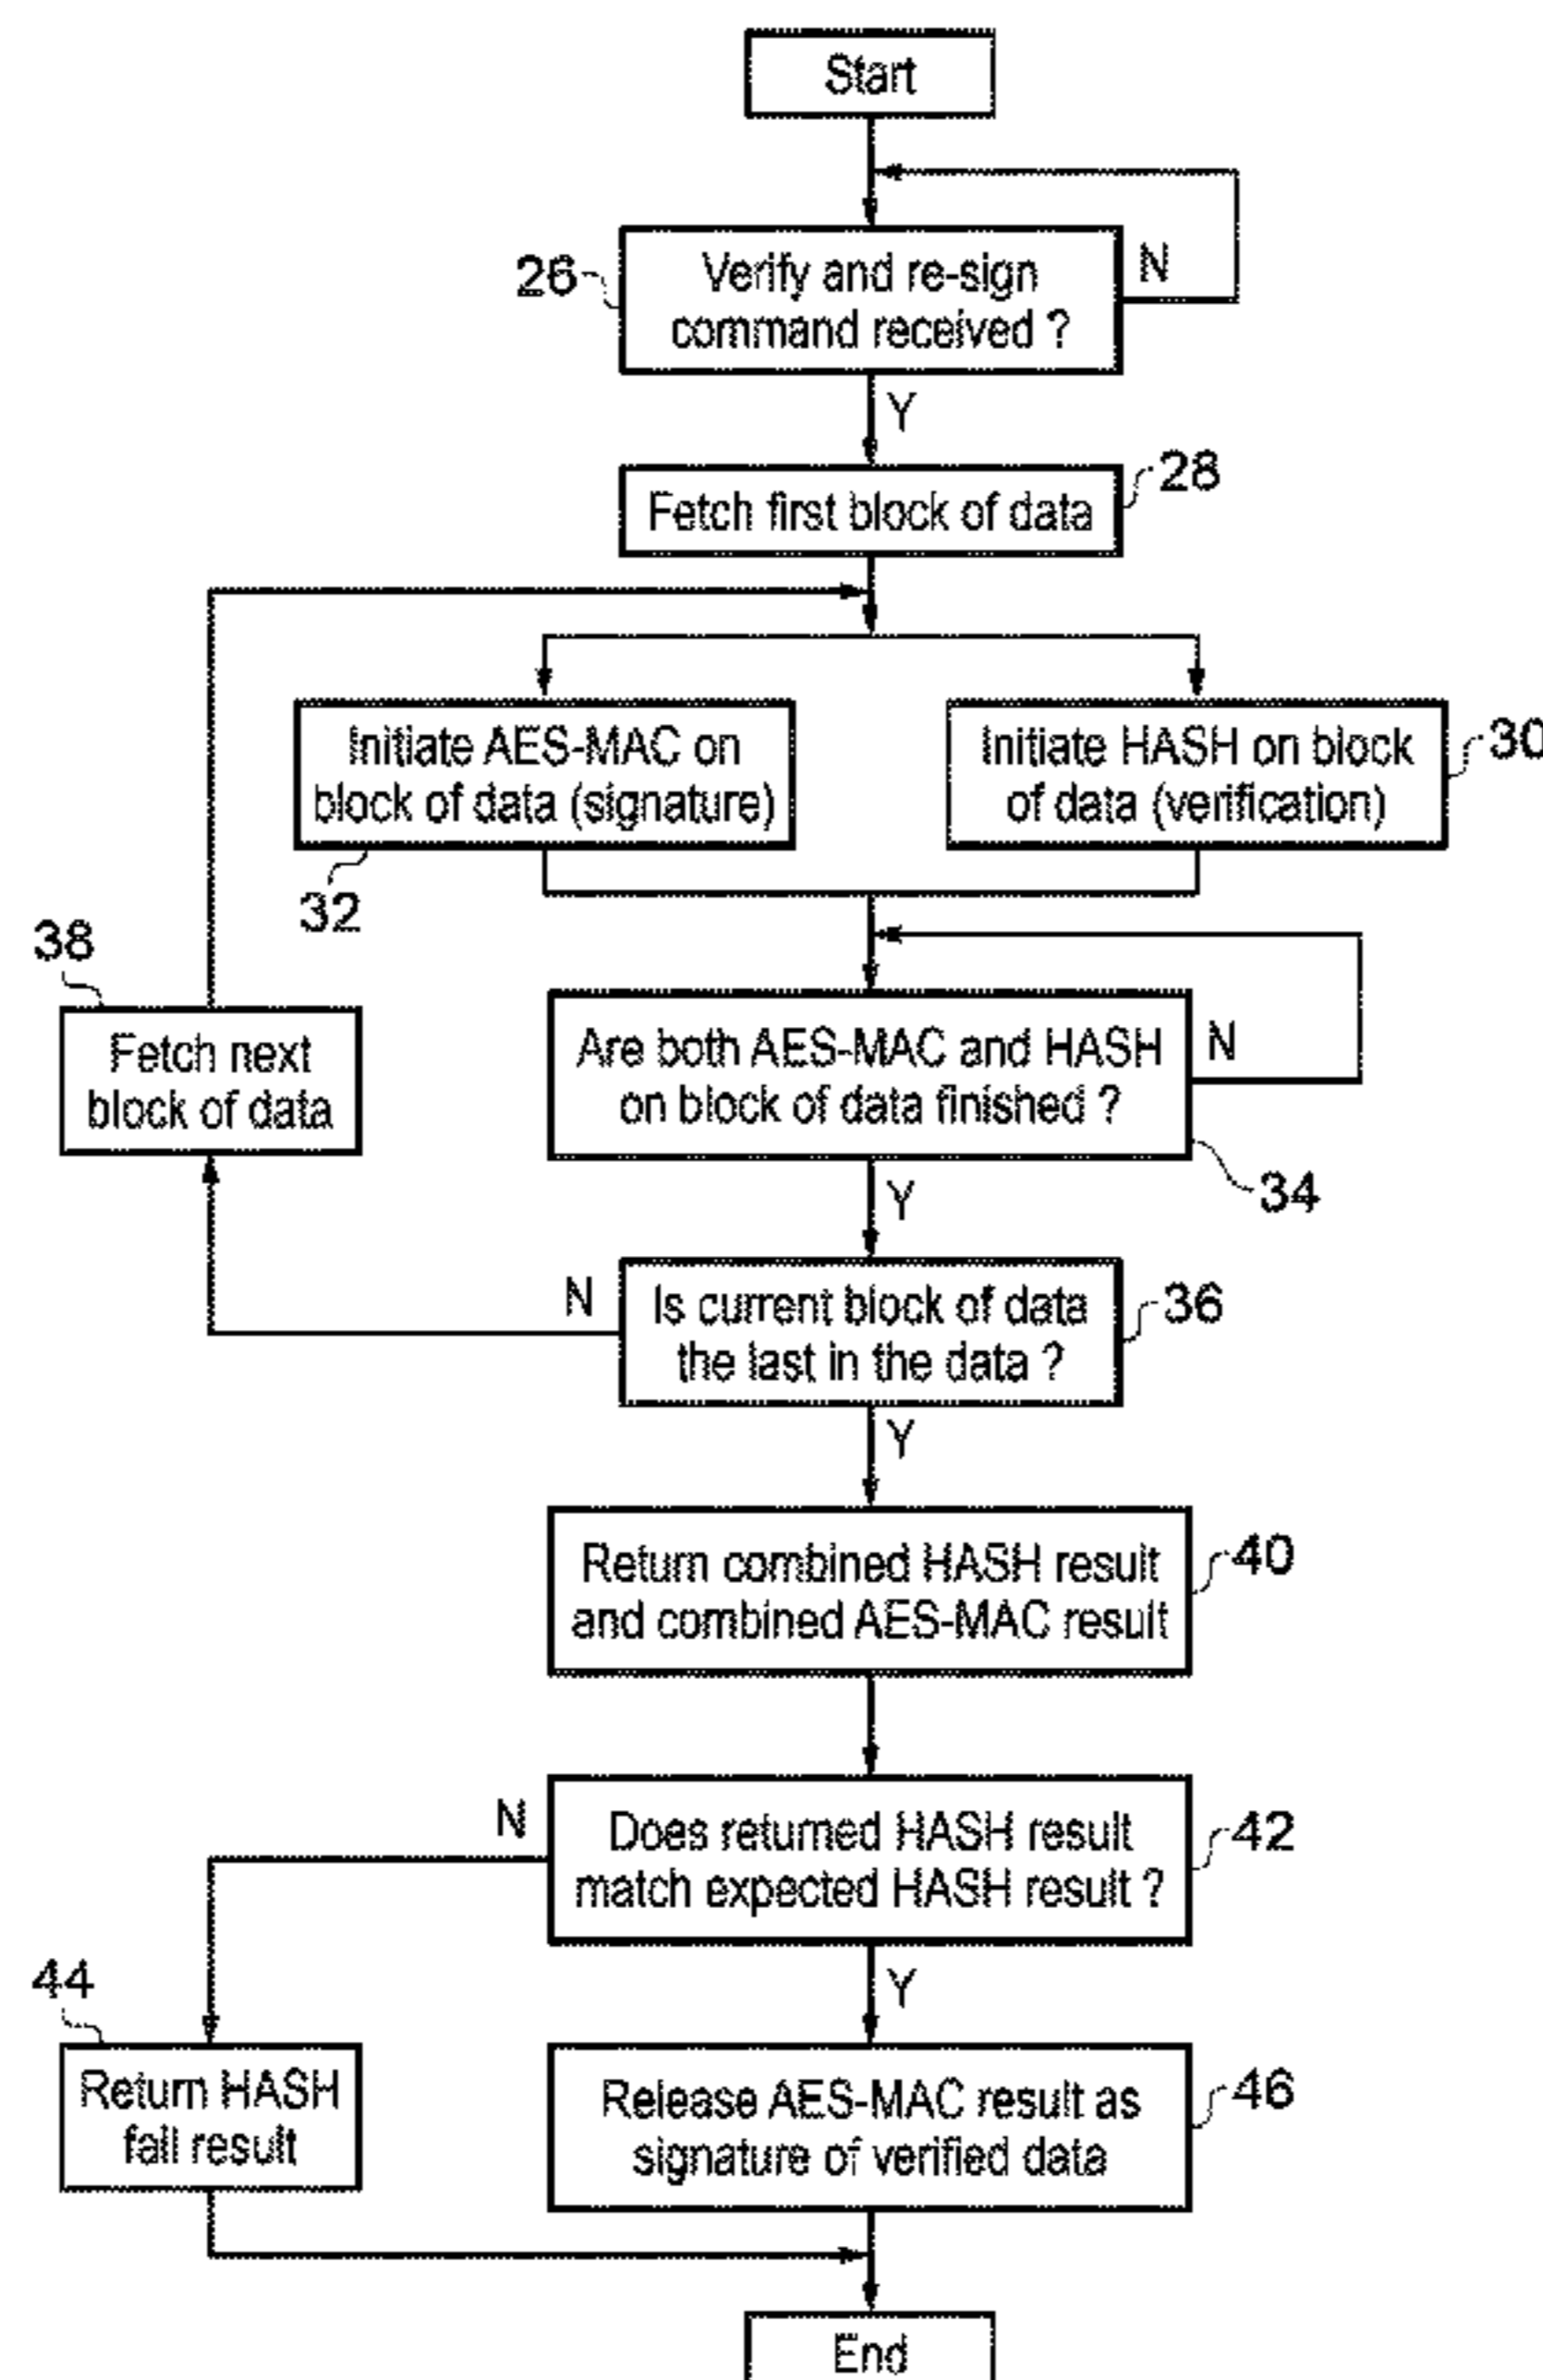 Start
26
Verify and re-sign
command received ?
N
Y
Fetch first block of data
28
Initiate AES-MAC on
block of data (signature)
32
Initiate HASH on block
of data (verification)
30
38
Fetch next
block of data
Are both AES-MAC and HASH
on block of data finished ?
N
34
Y
N
Is current block of data
the last in the data ?
36
Y
Return combined HASH result
and combined AES-MAC result
40
N
Does returned HASH result
match expected HASH result ?
42
44
Y
Return HASH
fail result
Release AES-MAC result as
signature of verified data
46
End